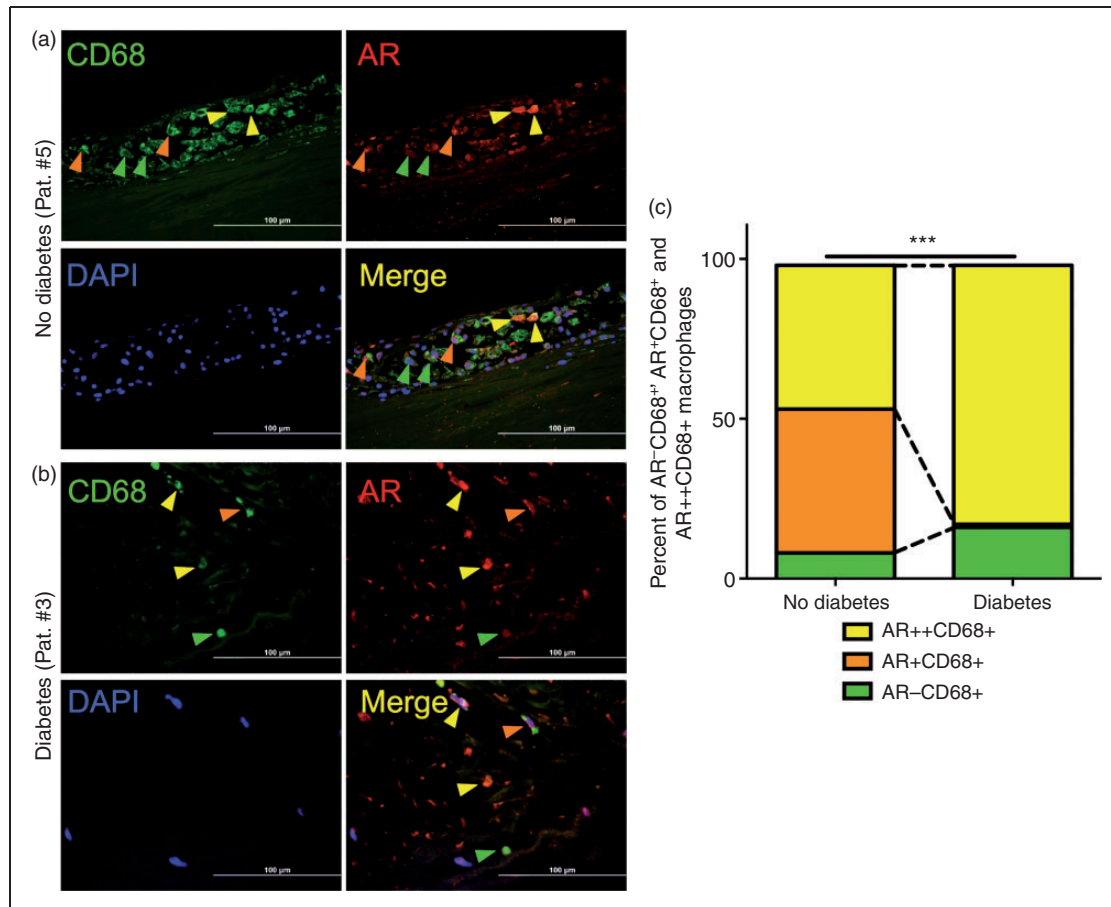 (a)
No diabetes (Pat. #5)
CD68
AR
100 µm
100 µm
DAPI
Merge
100 µm
100 µm
(b)
Diabetes (Pat. #3)
CD68
AR
100 µm
100 µm
DAPI
Merge
100 µm
100 µm
(c)
Percent of AR⁻CD68⁺, AR⁺CD68⁺ and
AR++CD68+ macrophages
100
50
0
***
No diabetes
Diabetes
AR++CD68+
AR+CD68+
AR–CD68+